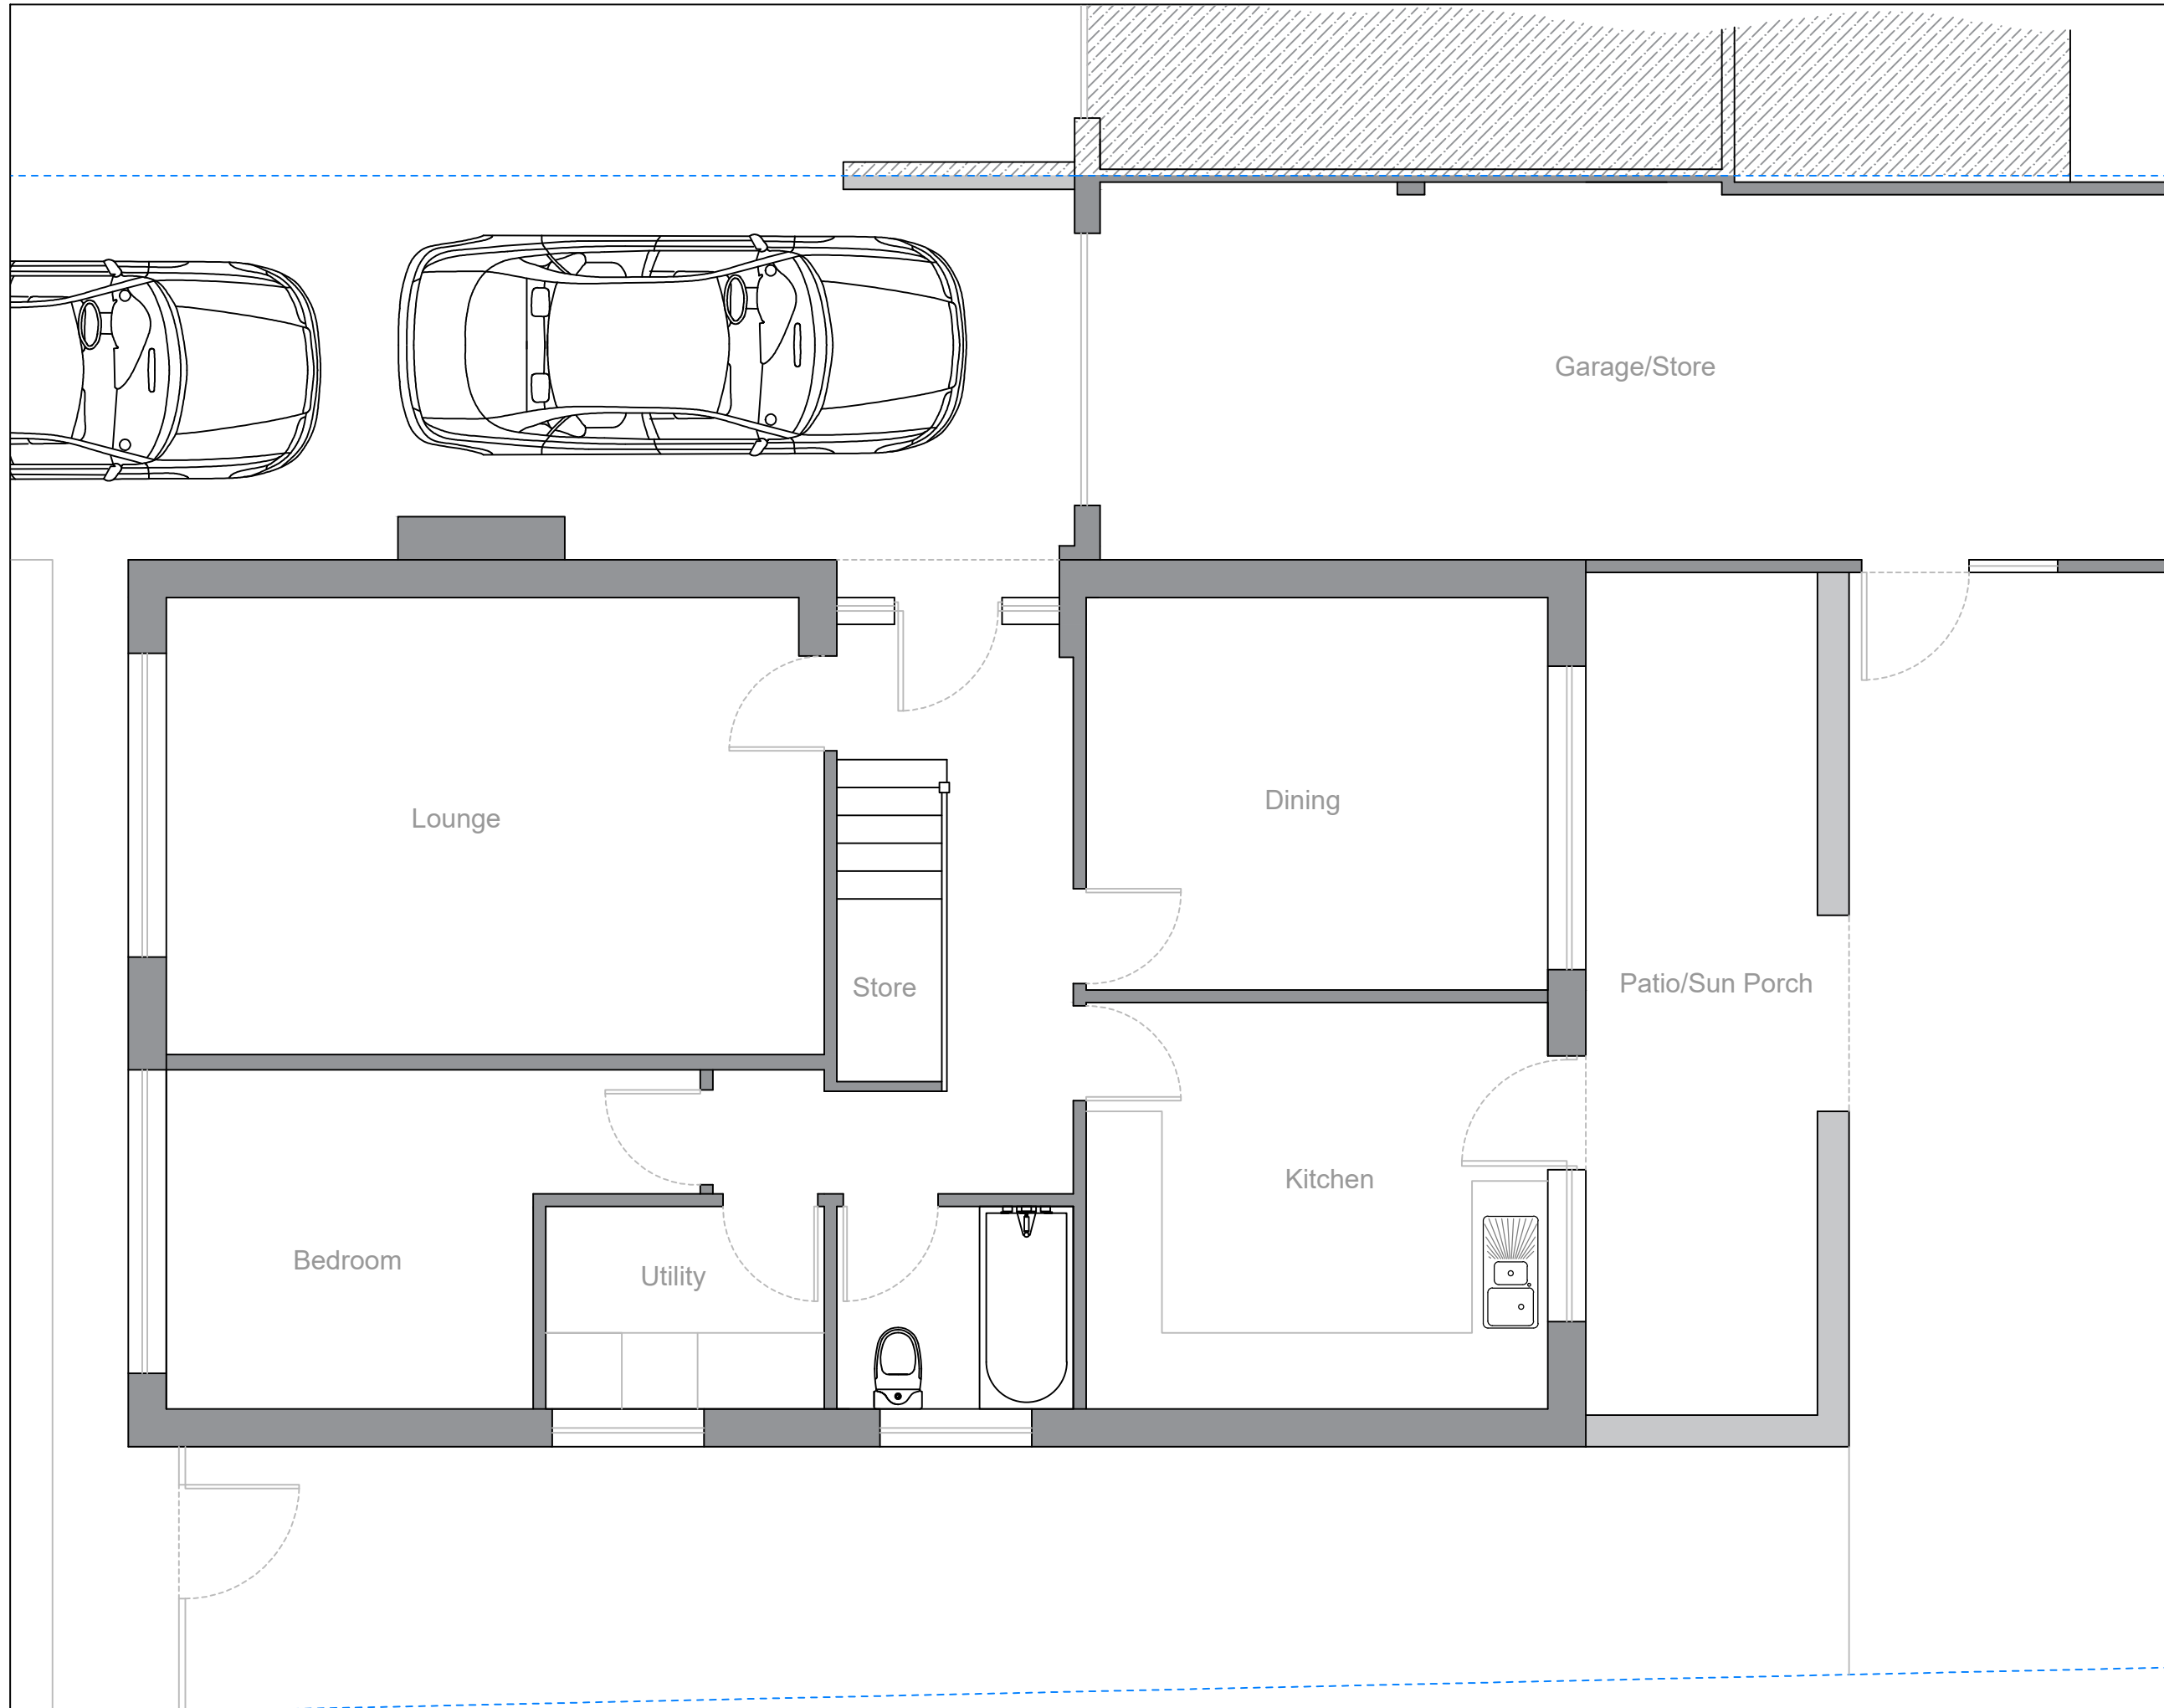 Garage/Store
Lounge
Dining
Store
Patio/Sun Porch
Kitchen
Bedroom
Utility